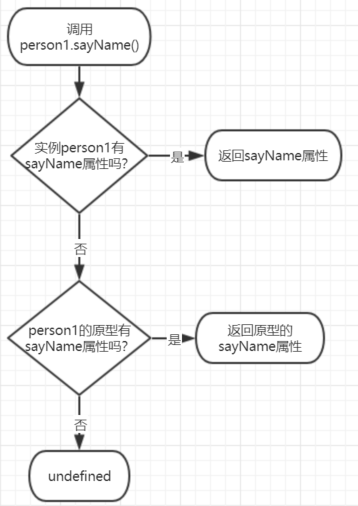 调用
person1.sayName()
实例person1有
sayName属性吗?
是
返回sayName属性
否
person1的原型有
sayName属性吗?
是
返回原型的
sayName属性
否
undefined